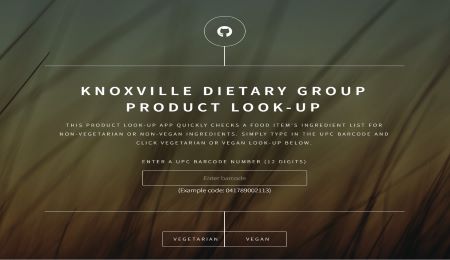 KNOXVILLE DIETARY GROUP
PRODUCT LOOK-UP
THIS PRODUCT LOOK-UP APP QUICKLY CHECKS A FOOD ITEM'S INGREDIENT LIST FOR
NON-VEGETARIAN OR NON-VEGAN INGREDIENTS. SIMPLY TYPE IN THE UPC BARCODE AND
CLICK VEGETARIAN OR VEGAN LOOK-UP BELOW.
ENTER A UPC BARCODE NUMBER (12 DIGITS)
Enter barcode
(Example code: 041789002113)
VEGETARIAN
VEGAN